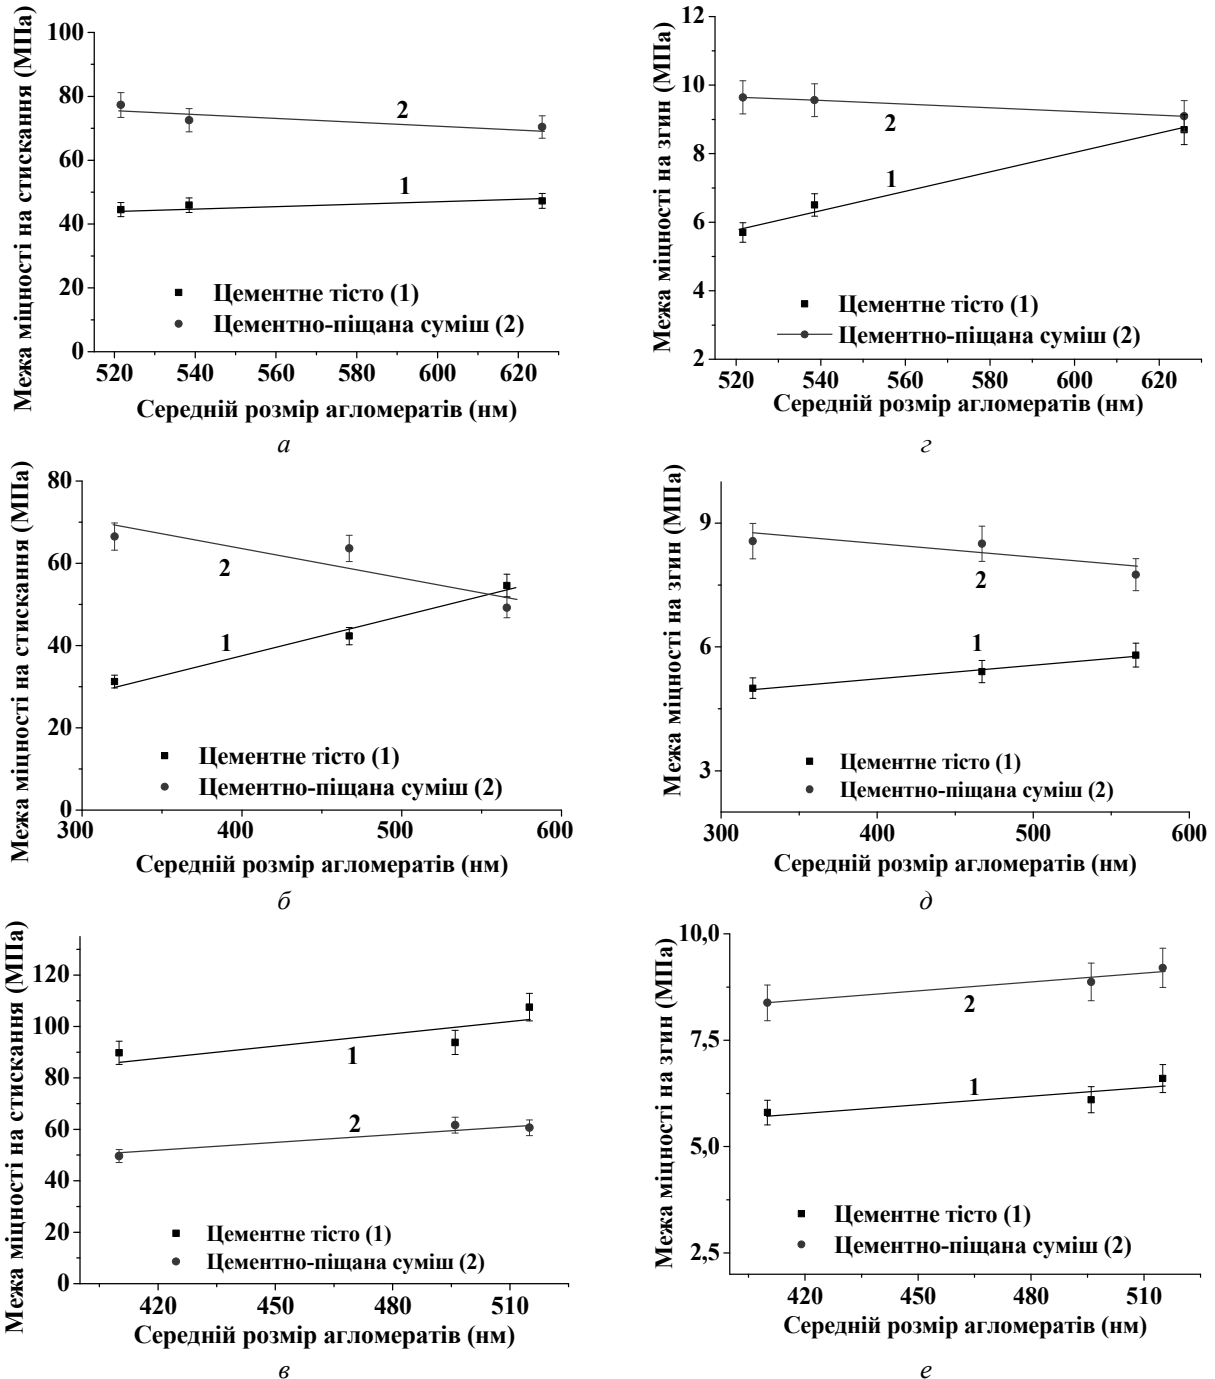 Межа міцності на стискання (МПа)
100
80
60
40
20
0
2
1
Цементне тісто (1)
Цементно-піщана суміш (2)
520 540 560 580 600 620
Середній розмір агломератів (нм)
а
Межа міцності на згин (МПа)
12
10
8
6
4
2
2
1
Цементне тісто (1)
Цементно-піщана суміш (2)
520 540 560 580 600 620
Середній розмір агломератів (нм)
г
Межа міцності на стискання (МПа)
80
60
40
20
0
2
1
Цементне тісто (1)
Цементно-піщана суміш (2)
300 400 500 600
Середній розмір агломератів (нм)
б
Межа міцності на згин (МПа)
9
6
3
2
1
Цементне тісто (1)
Цементно-піщана суміш (2)
300 400 500 600
Середній розмір агломератів (нм)
д
Межа міцності на стискання (МПа)
120
100
80
60
40
20
0
1
2
Цементне тісто (1)
Цементно-піщана суміш (2)
420 450 480 510
Середній розмір агломератів (нм)
в
Межа міцності на згин (МПа)
10,0
7,5
5,0
2,5
2
1
Цементне тісто (1)
Цементно-піщана суміш (2)
420 450 480 510
Середній розмір агломератів (нм)
е